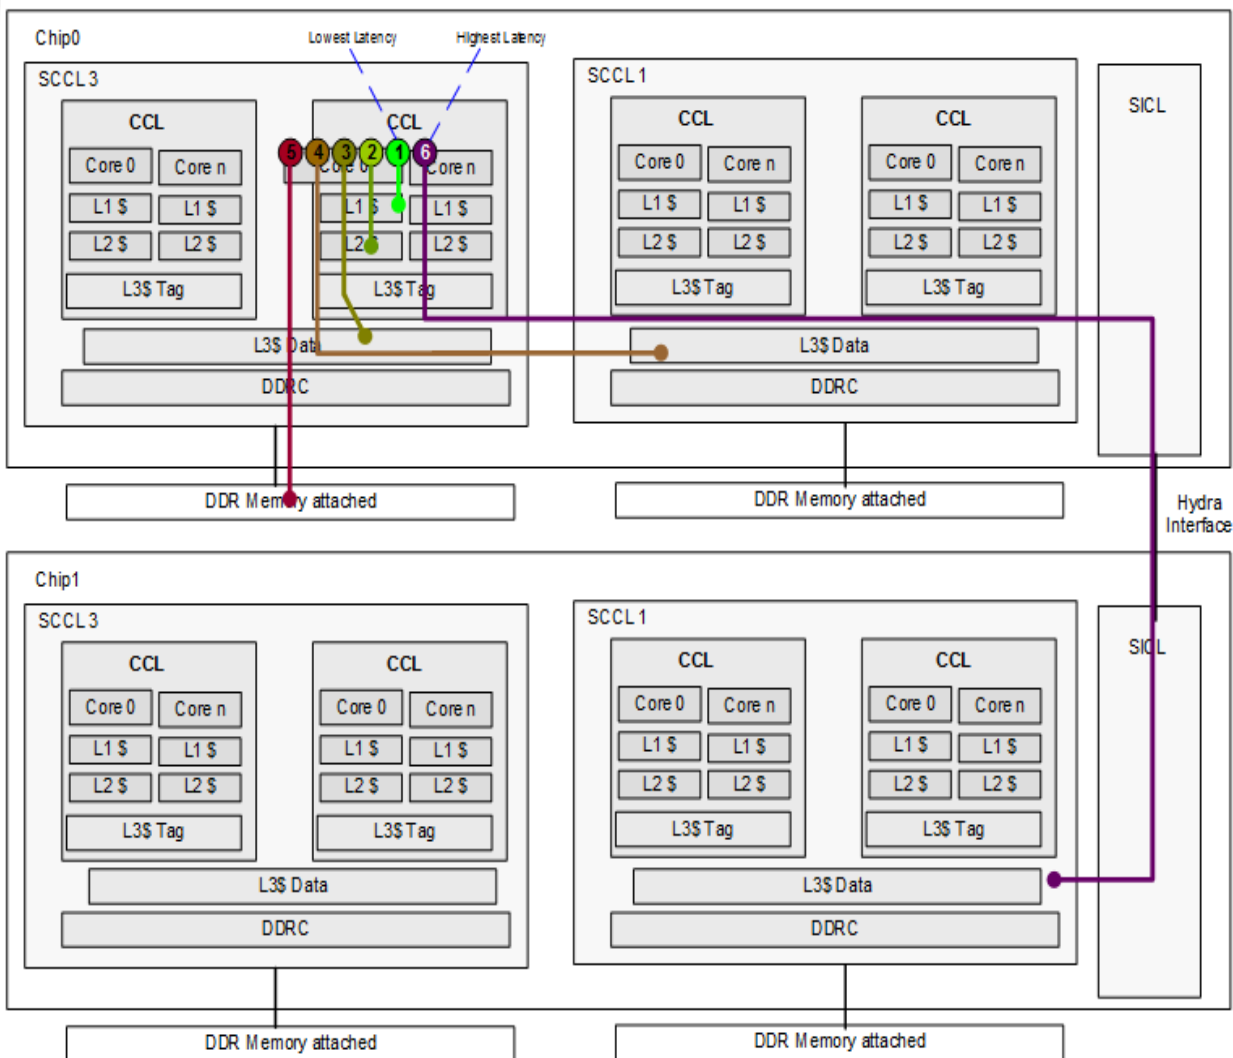 Chip0
Lowest Latency
Highest Latency
SCCL 3
CCL
CCL
5 4 3 2 1 6
Core 0
Core n
Core 0
Core n
L1 $
L1 $
L1 $
L1 $
L2 $
L2 $
L2 $
L2 $
L3$ Tag
L3$ Tag
L3$ Data
DDRC
DDR Memory attached
SCCL 1
CCL
CCL
Core 0
Core n
Core 0
Core n
L1 $
L1 $
L1 $
L1 $
L2 $
L2 $
L2 $
L2 $
L3$ Tag
L3$ Tag
L3$ Data
DDRC
DDR Memory attached
SICL
Hydra
Interface
Chip1
SCCL 3
CCL
CCL
Core 0
Core n
Core 0
Core n
L1 $
L1 $
L1 $
L1 $
L2 $
L2 $
L2 $
L2 $
L3$ Tag
L3$ Tag
L3$ Data
DDRC
DDR Memory attached
SCCL 1
CCL
CCL
Core 0
Core n
Core 0
Core n
L1 $
L1 $
L1 $
L1 $
L2 $
L2 $
L2 $
L2 $
L3$ Tag
L3$ Tag
L3$ Data
DDRC
DDR Memory attached
SICL